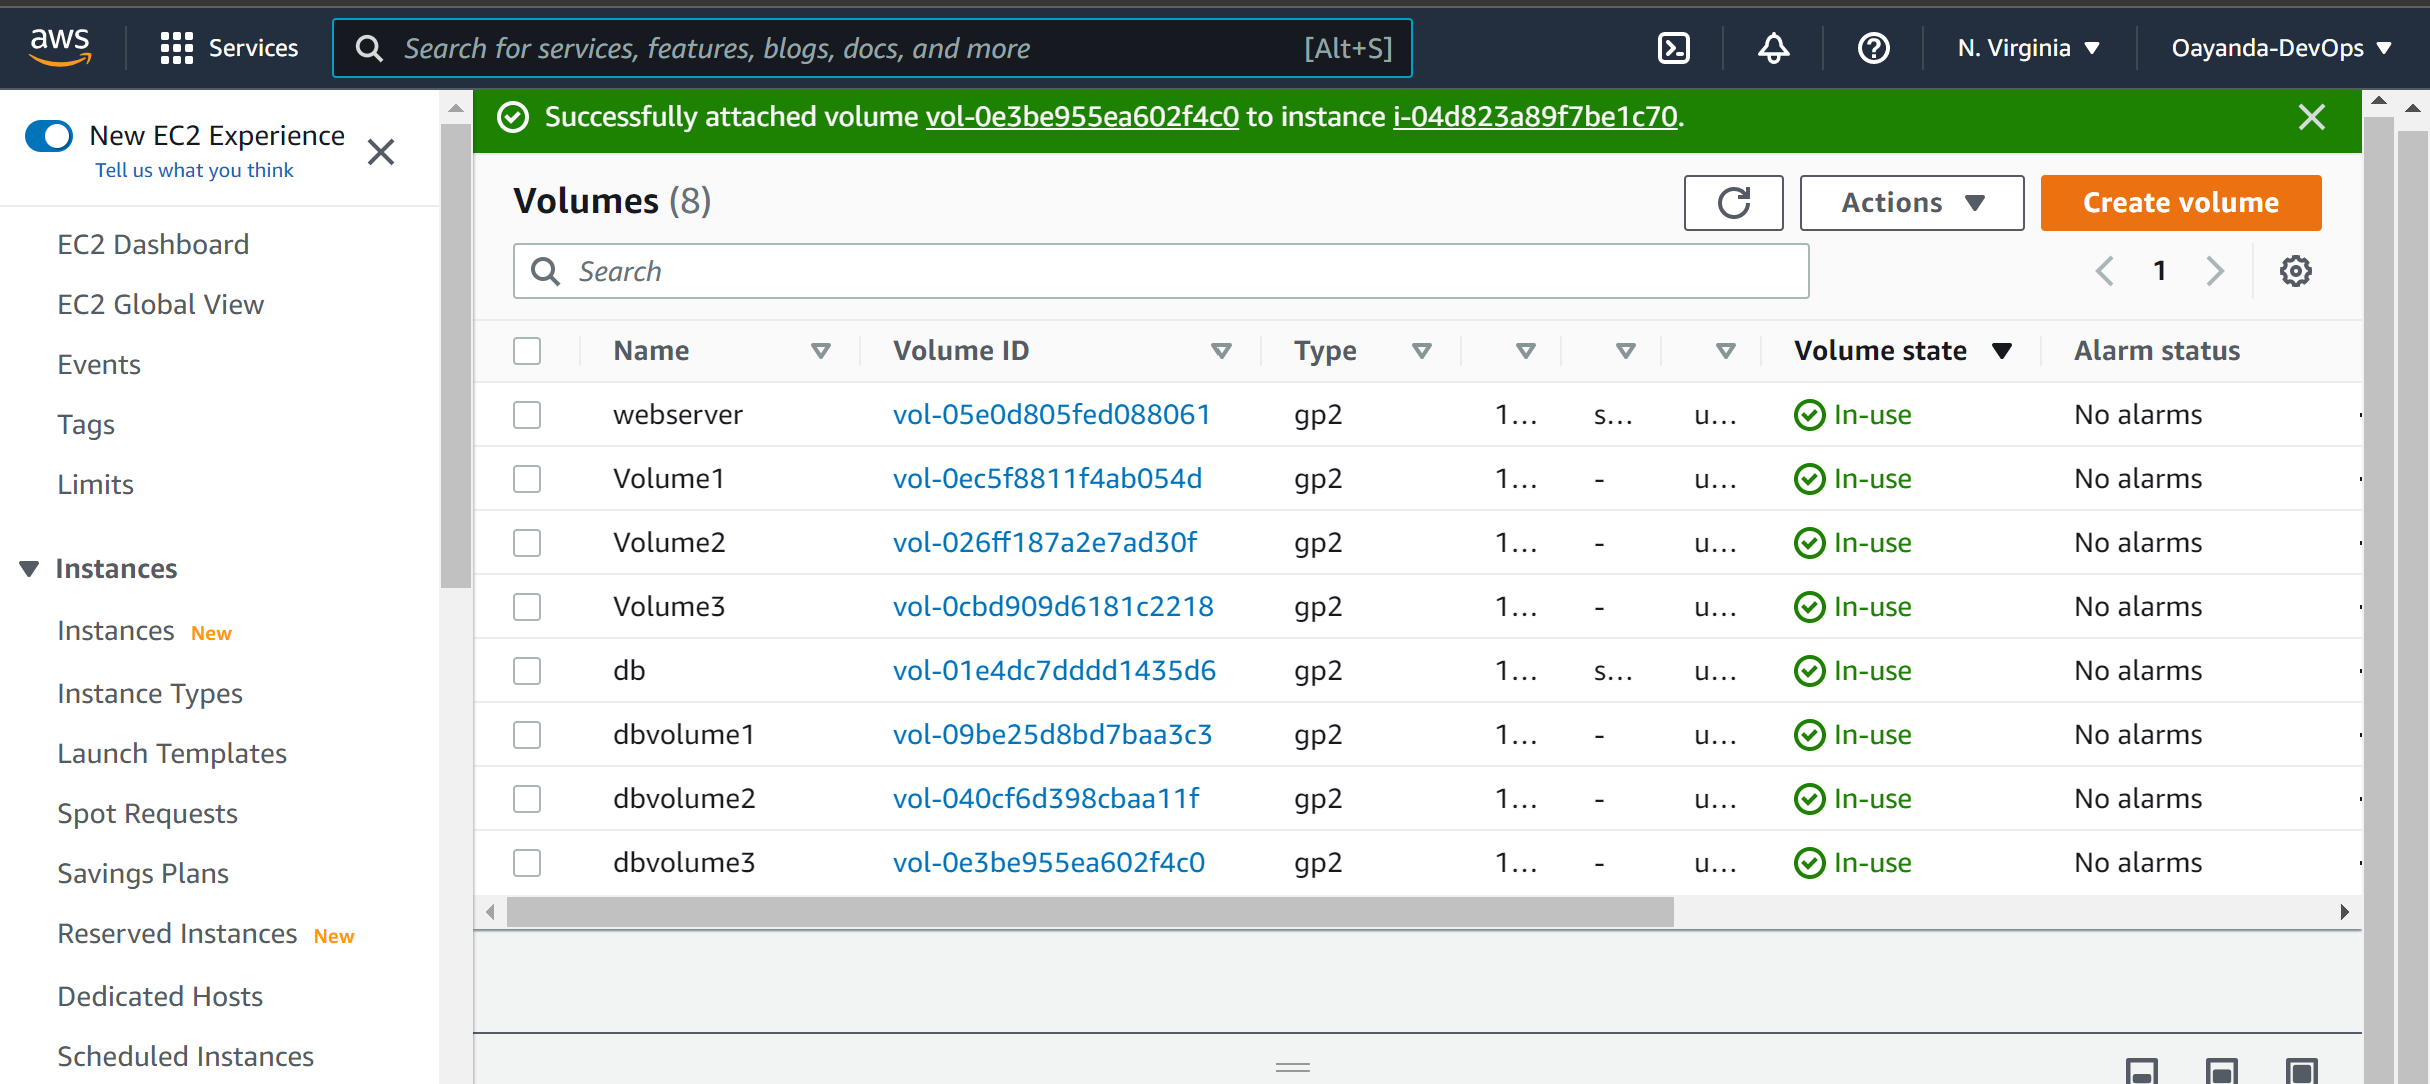 aws Services Search for services, features, blogs, docs, and more [Alt+S] N. Virginia Oayanda-DevOps
New EC2 Experience
Tell us what you think
EC2 Dashboard
EC2 Global View
Events
Tags
Limits
Instances
Instances New
Instance Types
Launch Templates
Spot Requests
Savings Plans
Reserved Instances New
Dedicated Hosts
Scheduled Instances
Successfully attached volume vol-0e3be955ea602f4c0 to instance i-04d823a89f7be1c70.
Volumes (8) Actions Create volume
Search 1
Name Volume ID Type Volume state Alarm status
webserver vol-05e0d805fed088061 gp2 1... s... u... In-use No alarms
Volume1 vol-0ec5f8811f4ab054d gp2 1... - u... In-use No alarms
Volume2 vol-026ff187a2e7ad30f gp2 1... - u... In-use No alarms
Volume3 vol-0cbd909d6181c2218 gp2 1... - u... In-use No alarms
db vol-01e4dc7dddd1435d6 gp2 1... s... u... In-use No alarms
dbvolume1 vol-09be25d8bd7baa3c3 gp2 1... - u... In-use No alarms
dbvolume2 vol-040cf6d398cbaa11f gp2 1... - u... In-use No alarms
dbvolume3 vol-0e3be955ea602f4c0 gp2 1... - u... In-use No alarms